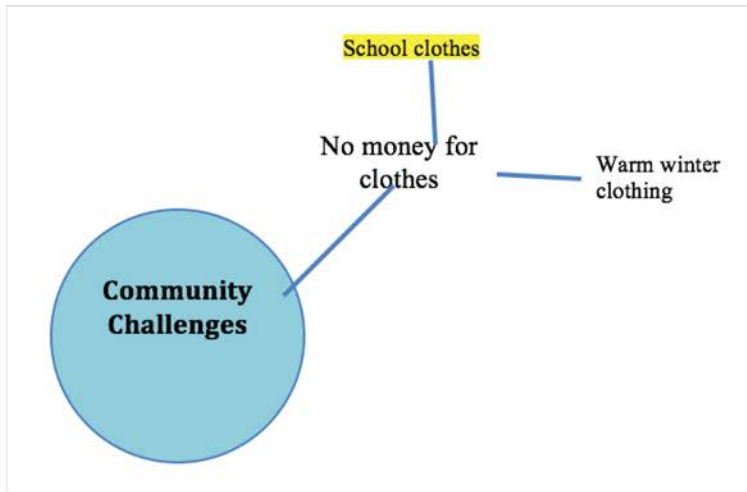 School clothes
No money for
clothes
Warm winter
clothing
Community
Challenges